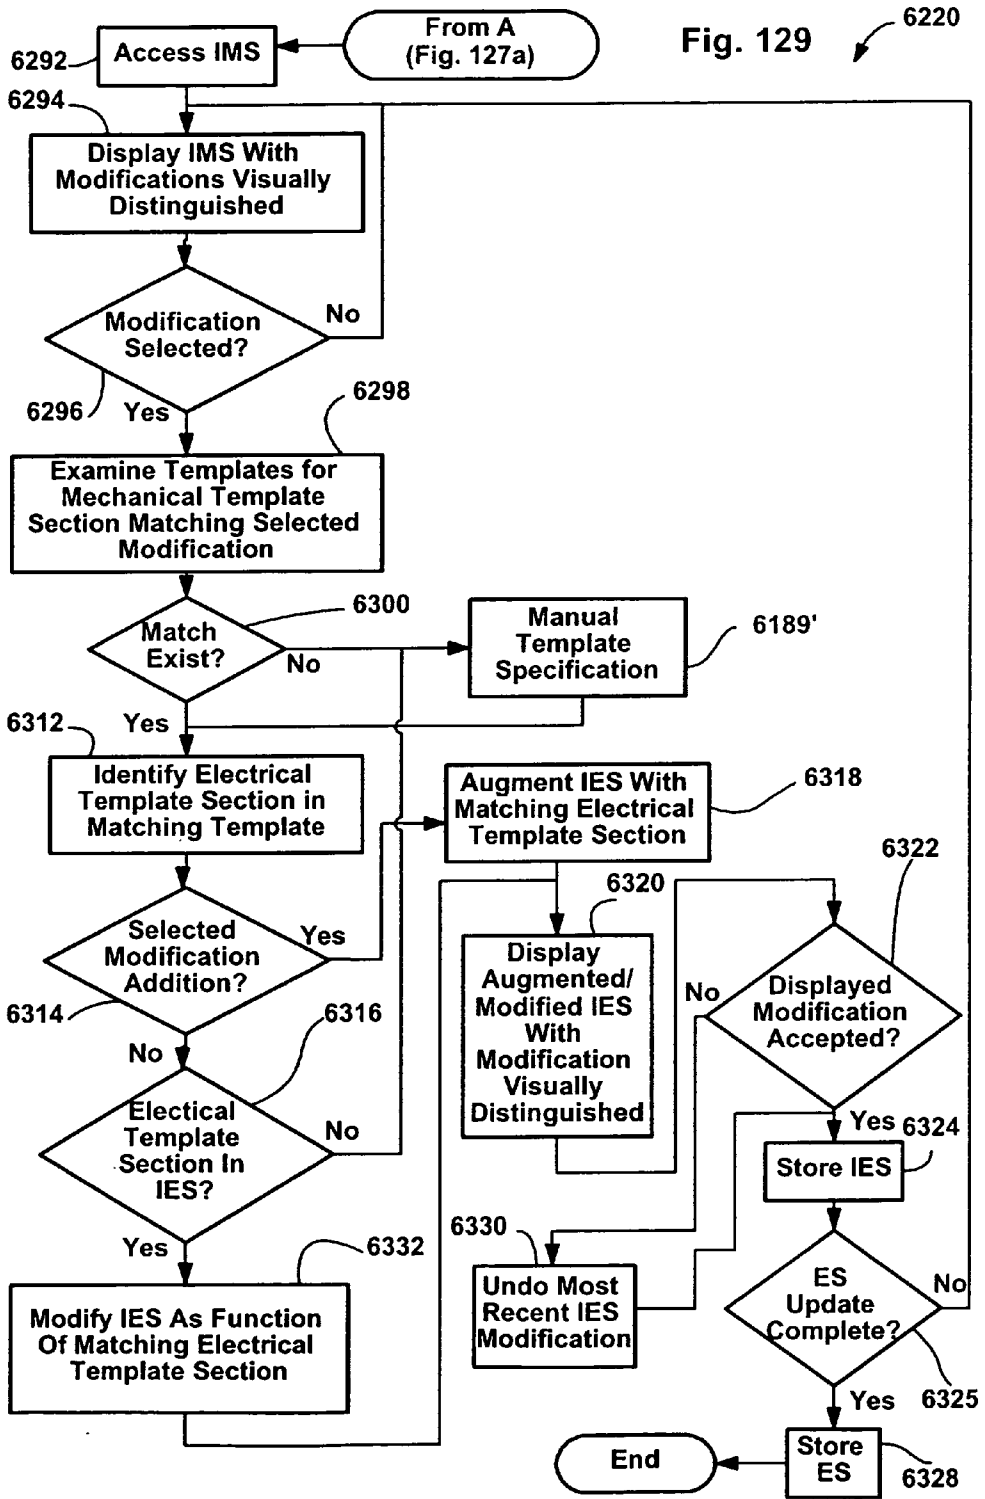 From A
(Fig. 127a)
Fig. 129
6220
6292
Access IMS
6294
Display IMS With
Modifications Visually
Distinguished
Modification
Selected?
No
6296
Yes
6298
Examine Templates for
Mechanical Template
Section Matching Selected
Modification
6300
Match
Exist?
No
Manual
Template
Specification
6189'
Yes
6312
Identify Electrical
Template Section in
Matching Template
Augment IES With
Matching Electrical
Template Section
6318
Selected
Modification
Addition?
Yes
6314
No
6316
Electical
Template
Section In
IES?
No
Yes
6332
Modify IES As Function
Of Matching Electrical
Template Section
6320
Display
Augmented/
Modified IES
With
Modification
Visually
Distinguished
6322
Displayed
Modification
Accepted?
No
Yes
6324
Store IES
6330
Undo Most
Recent IES
Modification
ES
Update
Complete?
No
6325
Yes
Store
ES
6328
End